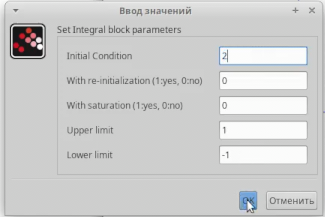 Ввод значений
Set Integral block parameters
Initial Condition 2
With re-initialization (1:yes, 0:no) 0
With saturation (1:yes, 0:no) 0
Upper limit 1
Lower limit -1
OK Отменить